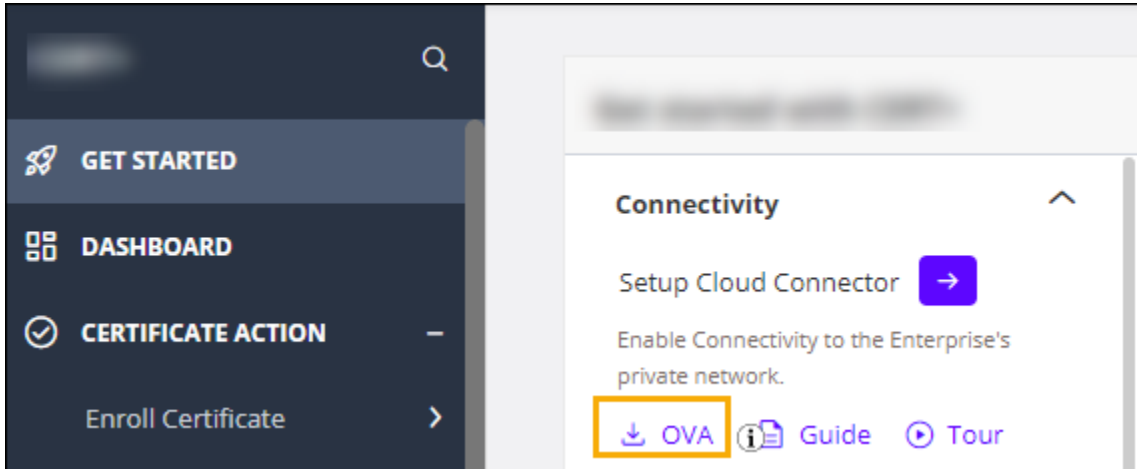 GET STARTED
DASHBOARD
CERTIFICATE ACTION
Enroll Certificate
Connectivity
Setup Cloud Connector
Enable Connectivity to the Enterprise's
private network.
OVA Guide Tour